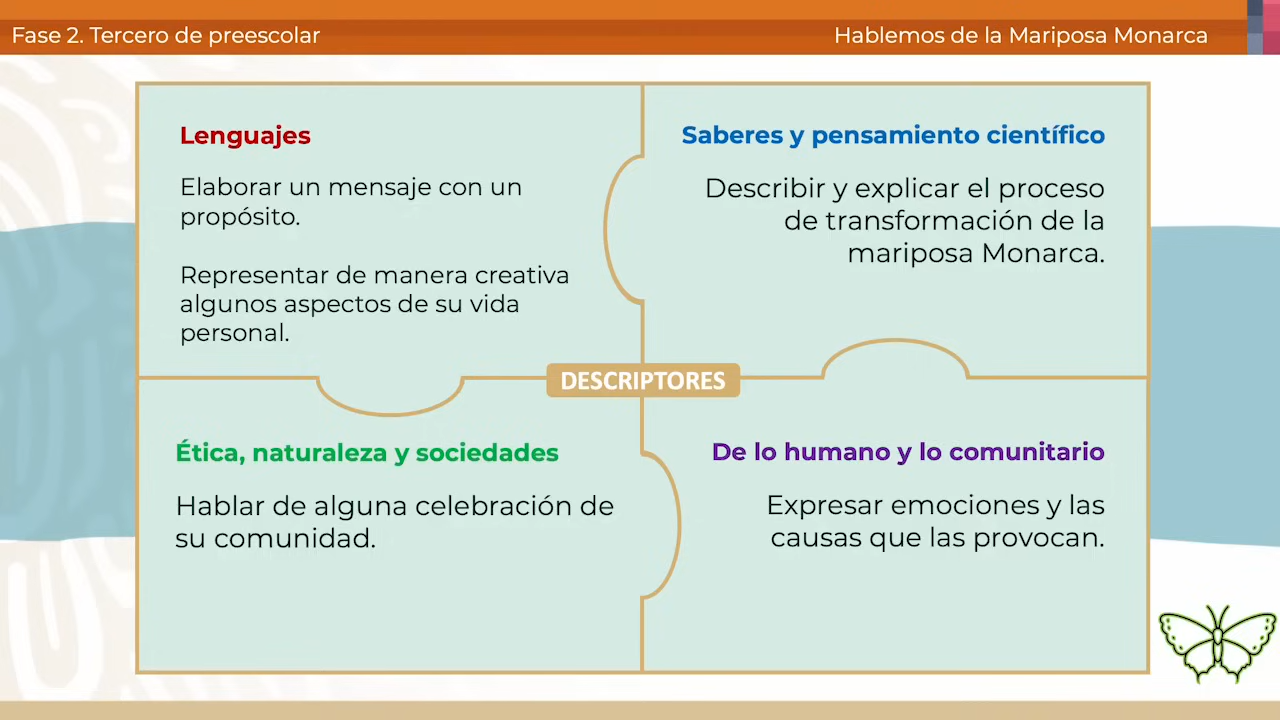 Fase 2. Tercero de preescolar
Hablemos de la Mariposa Monarca
Lenguajes
Elaborar un mensaje con un
propósito.
Representar de manera creativa
algunos aspectos de su vida
personal.
Saberes y pensamiento científico
Describir y explicar el proceso
de transformación de la
mariposa Monarca.
DESCRIPTORES
Ética, naturaleza y sociedades
Hablar de alguna celebración de
su comunidad.
De lo humano y lo comunitario
Expresar emociones y las
causas que las provocan.